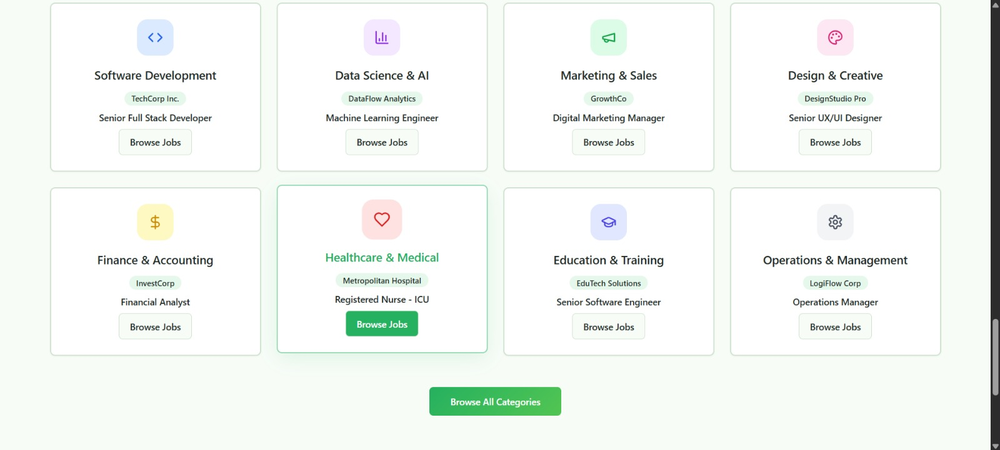 Software Development
TechCorp Inc.
Senior Full Stack Developer
Browse Jobs
Data Science & AI
DataFlow Analytics
Machine Learning Engineer
Browse Jobs
Marketing & Sales
GrowthCo
Digital Marketing Manager
Browse Jobs
Design & Creative
DesignStudio Pro
Senior UX/UI Designer
Browse Jobs
Finance & Accounting
InvestCorp
Financial Analyst
Browse Jobs
Healthcare & Medical
Metropolitan Hospital
Registered Nurse - ICU
Browse Jobs
Education & Training
EduTech Solutions
Senior Software Engineer
Browse Jobs
Operations & Management
LogiFlow Corp
Operations Manager
Browse Jobs
Browse All Categories